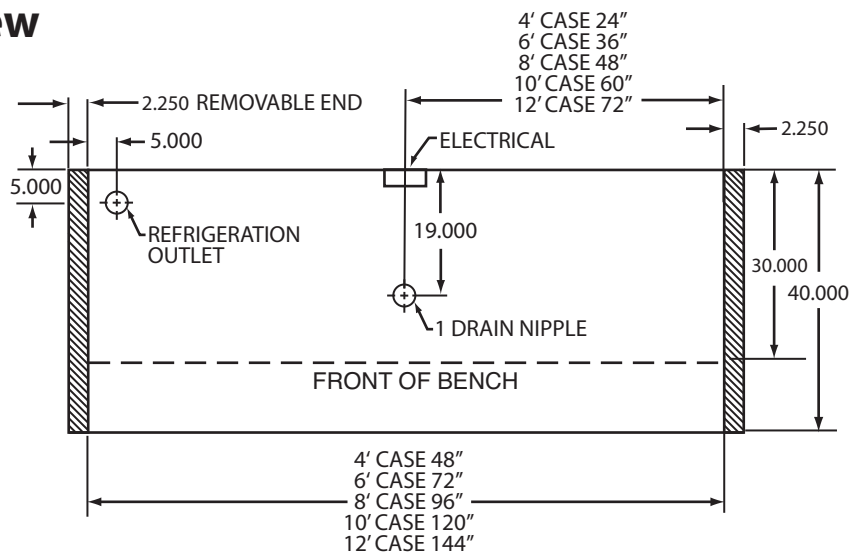 ew
4’ CASE 24”
6’ CASE 36”
8’ CASE 48”
10’ CASE 60”
12’ CASE 72”
2.250 REMOVABLE END
5.000
ELECTRICAL
2.250
5.000
REFRIGERATION
OUTLET
19.000
30.000
40.000
1 DRAIN NIPPLE
FRONT OF BENCH
4’ CASE 48”
6’ CASE 72”
8’ CASE 96”
10’ CASE 120”
12’ CASE 144”